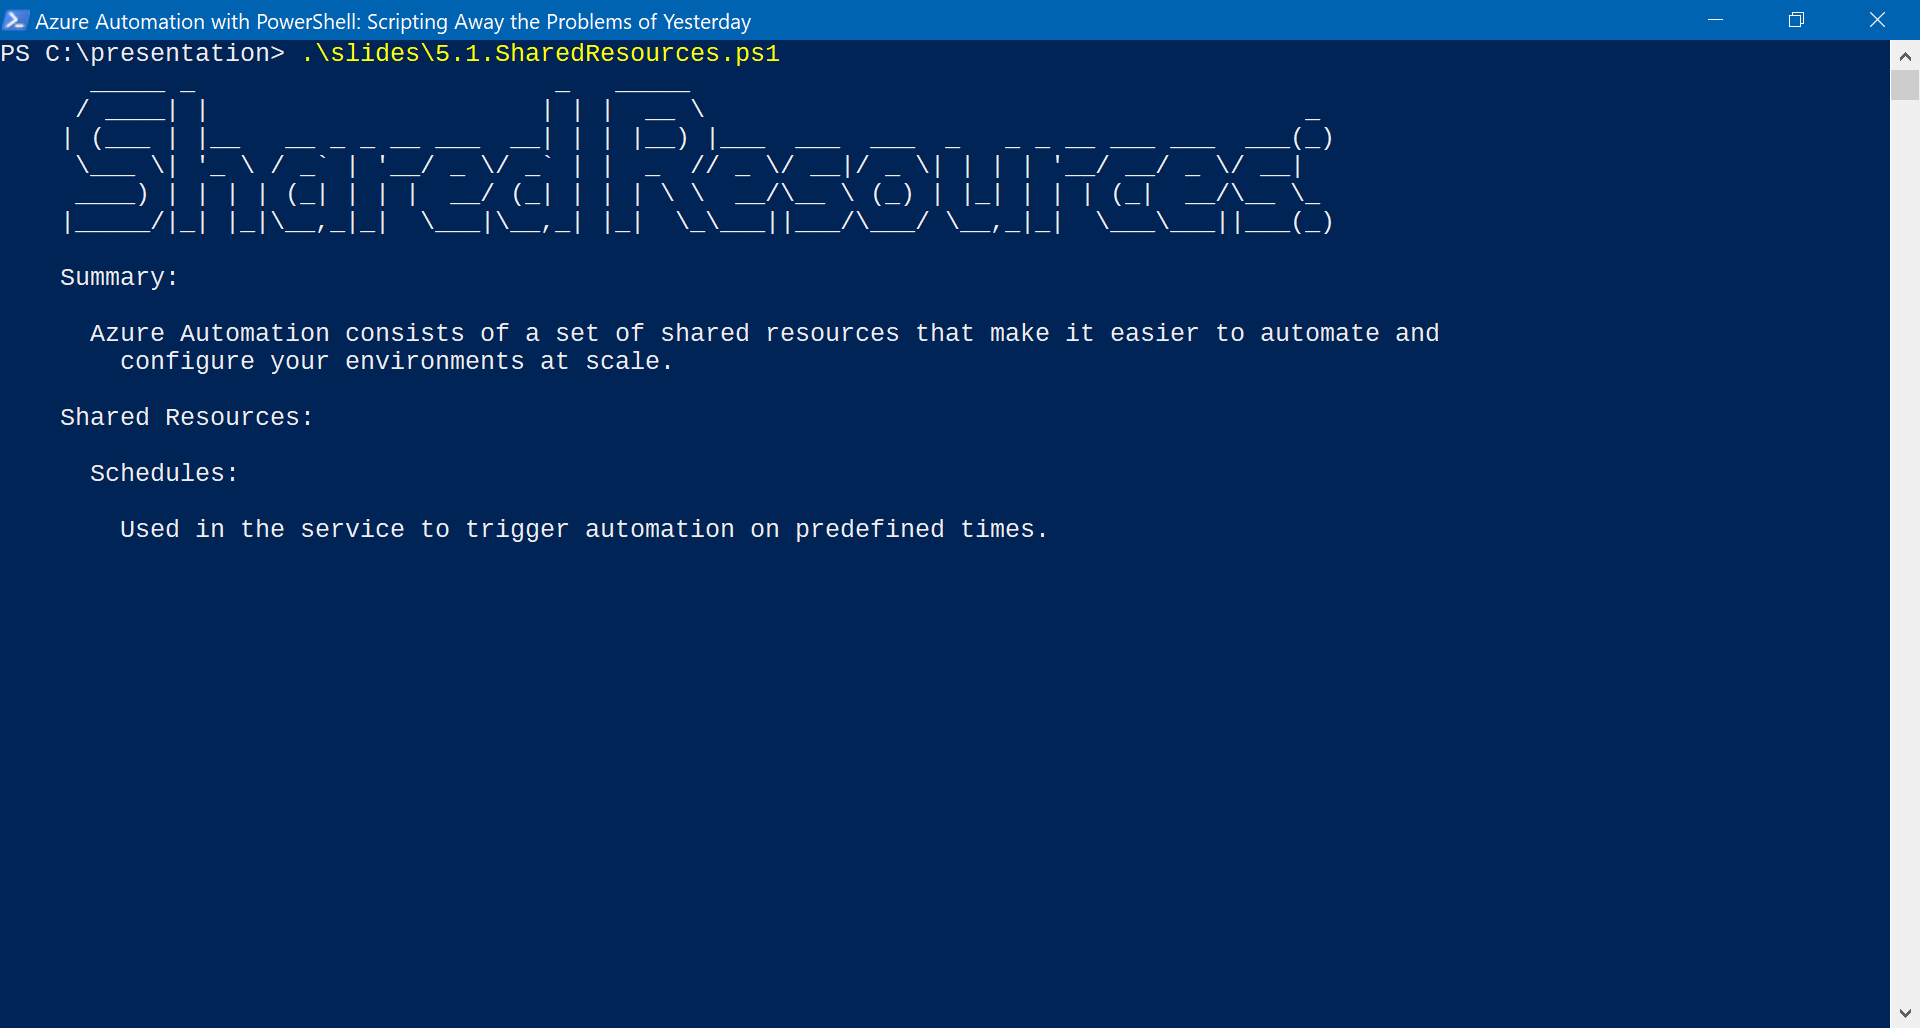 Azure Automation with PowerShell: Scripting Away the Problems of Yesterday
PS C:\presentation> .\slides\5.1.SharedResources.ps1
Shared Resources:
Summary:
Azure Automation consists of a set of shared resources that make it easier to automate and
configure your environments at scale.
Shared Resources:
Schedules:
Used in the service to trigger automation on predefined times.